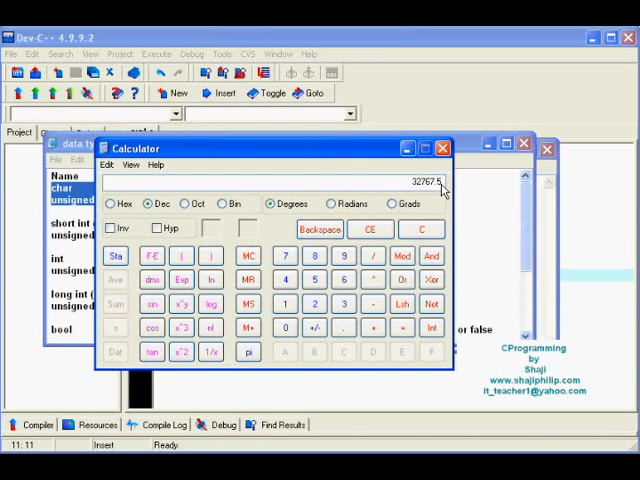 Dev-C++ 4.9.9.2
File Edit Search View Project Execute Debug Tools CVS Window Help
New Insert Toggle Goto
Project
data ty
File Edit
Calculator
Edit View Help
32767.5
Hex Dec Oct Bin Degrees Radians Grads
Inv Hyp Backspace CE C
Sta F-E ( ) MC 7 8 9 / Mod And
Ave dms Exp ln MR 4 5 6 * Or Xor
Sum sin x^y log MS 1 2 3 - Lsh Not
s cos x^3 n! M+ 0 +/- . + = Int
Dat tan x^2 1/x pi A B C D E F
Name
char
unsigned
short int (
unsigned
int
unsigned
long int (
unsigned
bool
or false
CProgramming
by
Shaji
www.shajiphilip.com
it_teacher1@yahoo.com
Compiler Resources Compile Log Debug Find Results
11: 11 Insert Ready.